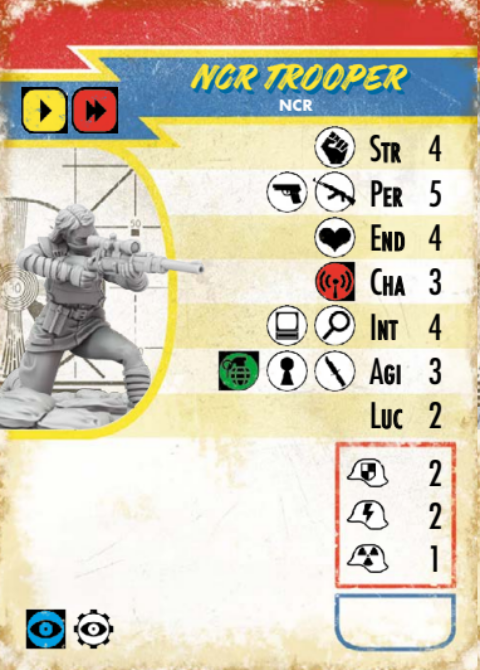 NCR TROOPER
NCR
STR 4
PER 5
50
END 4
CHA 3
INT 4
AGI 3
LUC 2
2
2
1